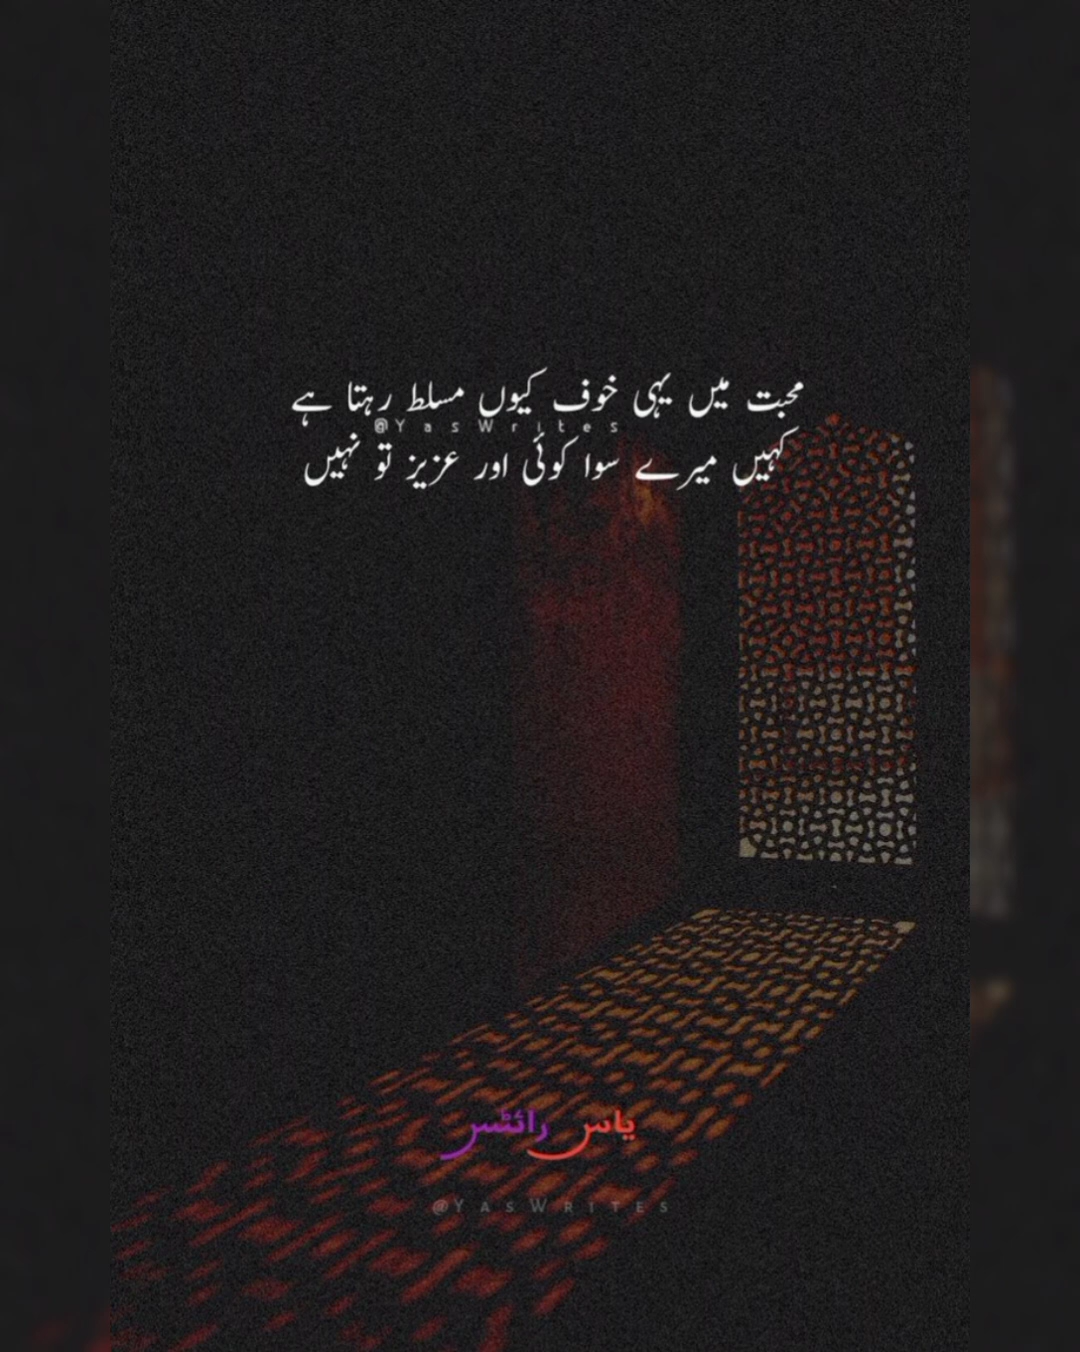 محبت میں یہی خوف کیوں مسلط رہتا ہے
@YasWrites
کہیں میرے سوا کوئی اور عزیز تو نہیں
یاس رائٹس
@YASWRITES